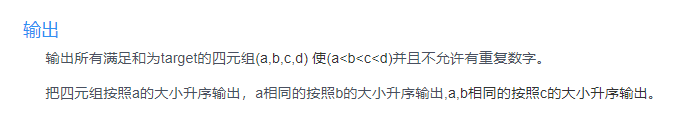 输出
输出所有满足和为target的四元组(a,b,c,d) 使(a<b<c<d)并且不允许有重复数字。
把四元组按照a的大小升序输出，a相同的按照b的大小升序输出,a,b相同的按照c的大小升序输出。